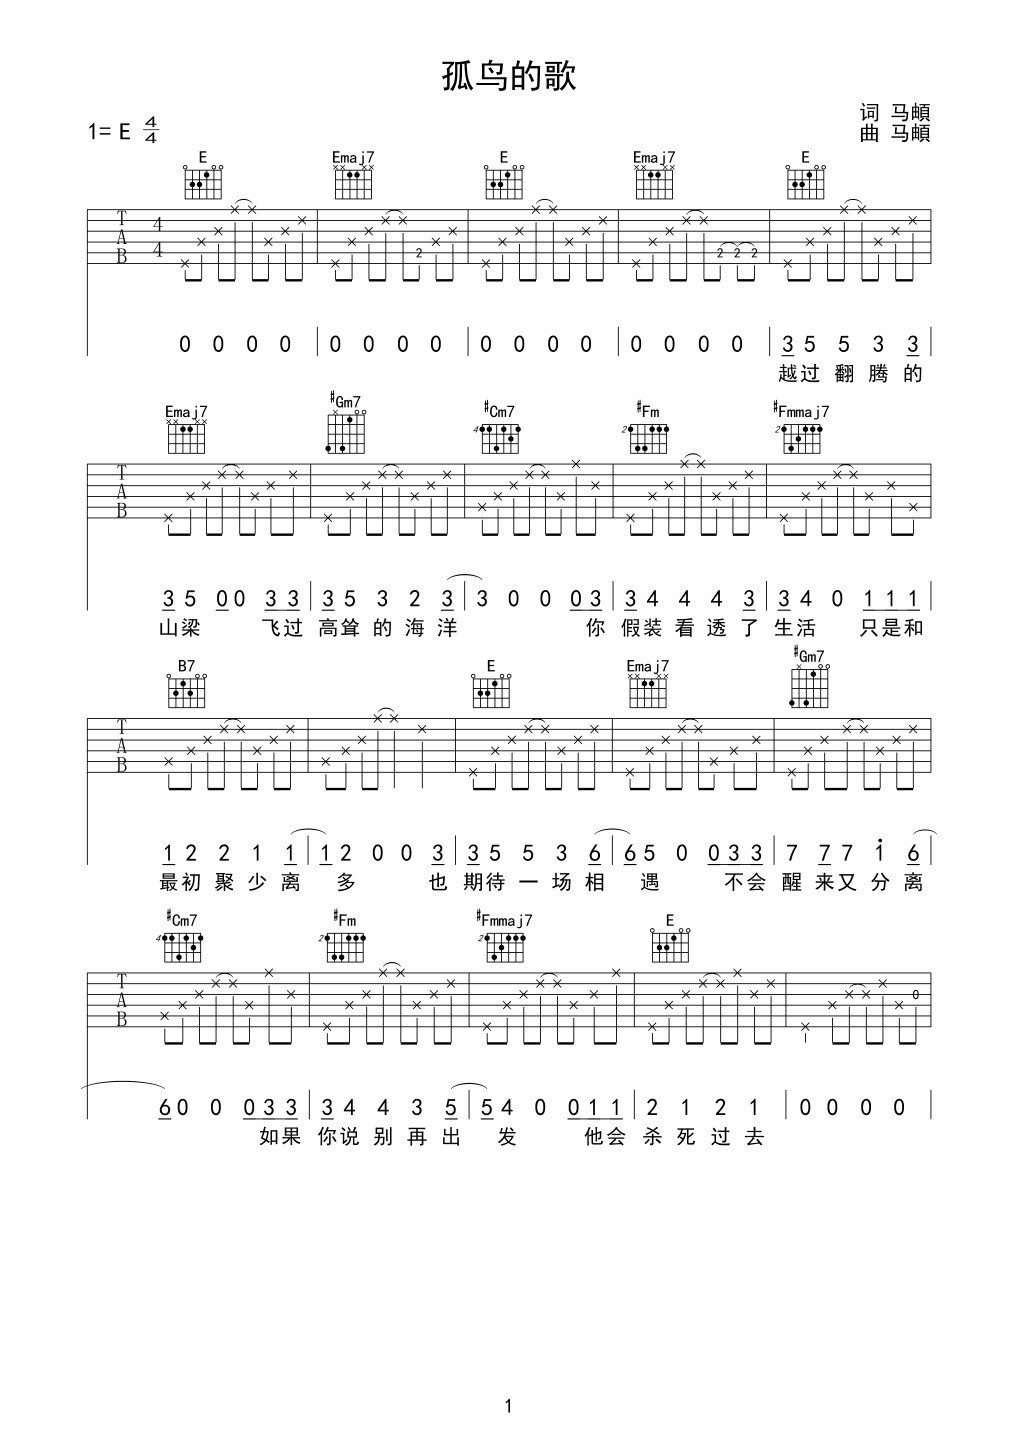 孤鸟的歌
词 马頔
1= E 4/4 曲 马頔
E Emaj7 E Emaj7 E
T A B 4 4 2 2 2 2
0 0 0 0 0 0 0 0 0 0 0 0 0 0 0 0 3 5 5 3 3
越过翻腾的
Emaj7 #Gm7 #Cm7 #Fm #Fmmaj7
4 2 2
T A B
3 5 0 0 3 3 3 5 3 2 3 3 0 0 0 3 3 4 4 4 3 3 4 0 1 1 1
山梁 飞过高耸的海洋 你假装看透了生活 只是和
B7 E Emaj7 #Gm7
T A B
1 2 2 1 1 1 2 0 0 3 3 5 5 3 6 6 5 0 0 3 3 7 7 7 1 6
最初聚少离多 也期待一场相遇 不会醒来又分离
#Cm7 #Fm #Fmmaj7 E
4 2 2
T A B 0
6 0 0 0 3 3 3 4 4 3 5 5 4 0 0 1 1 2 1 2 1 0 0 0 0
如果你说别再出发 他会杀死过去
1